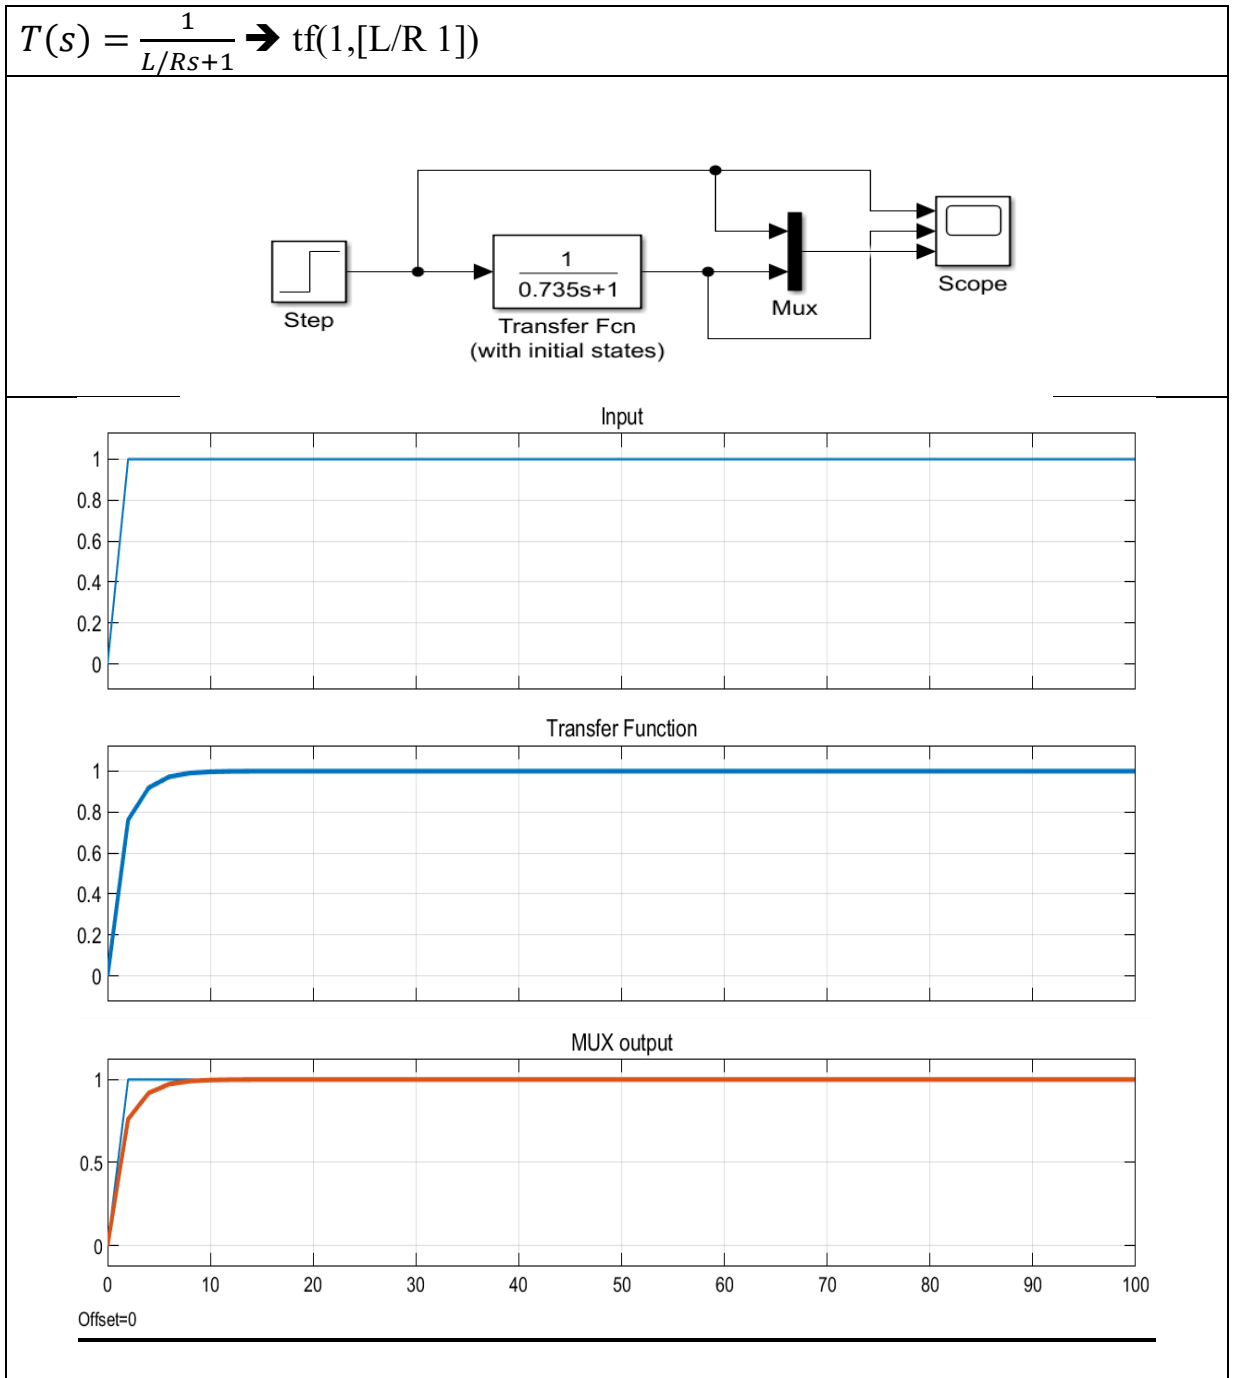 T(s) = 1 / L/Rs+1 ➔ tf(1,[L/R 1])
Step
1
0.735s+1
Transfer Fcn
(with initial states)
Mux
Scope
Input
1
0.8
0.6
0.4
0.2
0
Transfer Function
1
0.8
0.6
0.4
0.2
0
MUX output
1
0.5
0
0 10 20 30 40 50 60 70 80 90 100
Offset=0